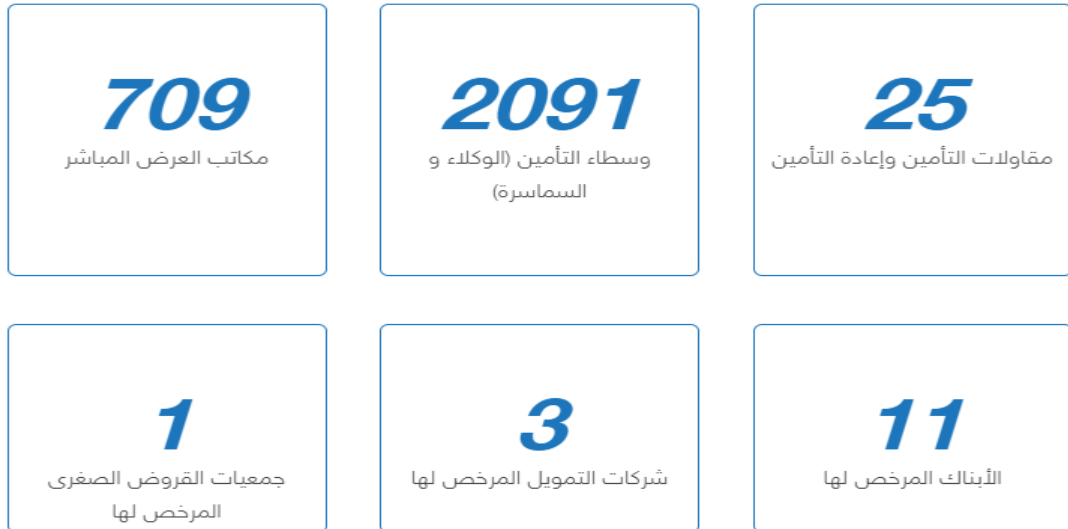 25
مقاولات التأمين وإعادة التأمين
2091
وسطاء التأمين (الوكلاء و
السماسرة)
709
مكاتب العرض المباشر
11
الأبناك المرخص لها
3
شركات التمويل المرخص لها
1
جمعيات القروض الصغرى
المرخص لها